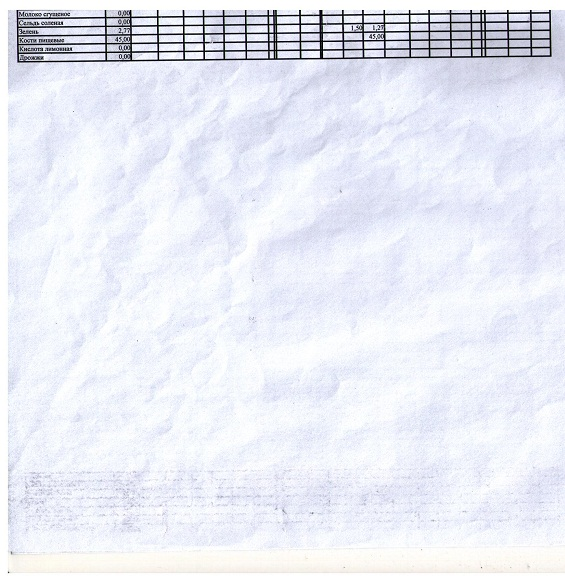 Молоко сгущеное 0,00
Сельдь соленая 0,00
Зелень 2,77 1,50 1,27
Кости пищевые 45,00 45,00
Кислота лимонная 0,00
Дрожжи 0,00